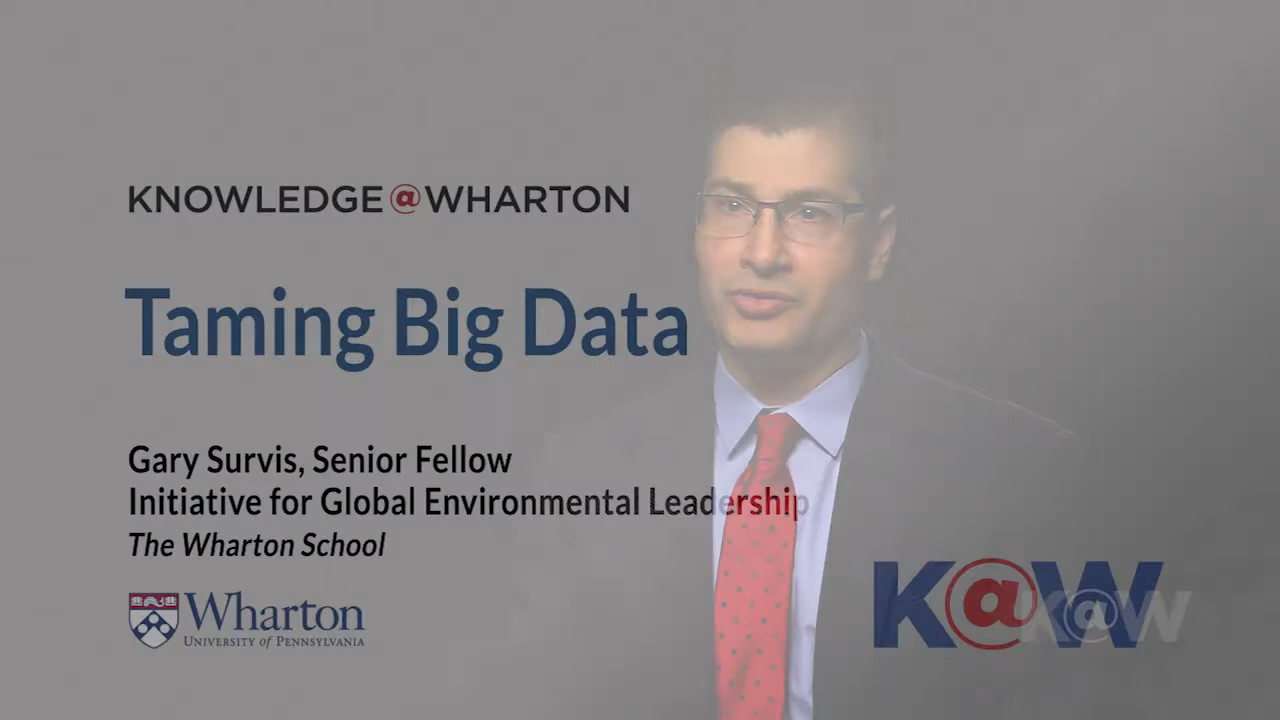 KNOWLEDGE@WHARTON
Taming Big Data
Gary Survis, Senior Fellow
Initiative for Global Environmental Leadership
The Wharton School
Wharton
UNIVERSITY of PENNSYLVANIA
K@W
K@W